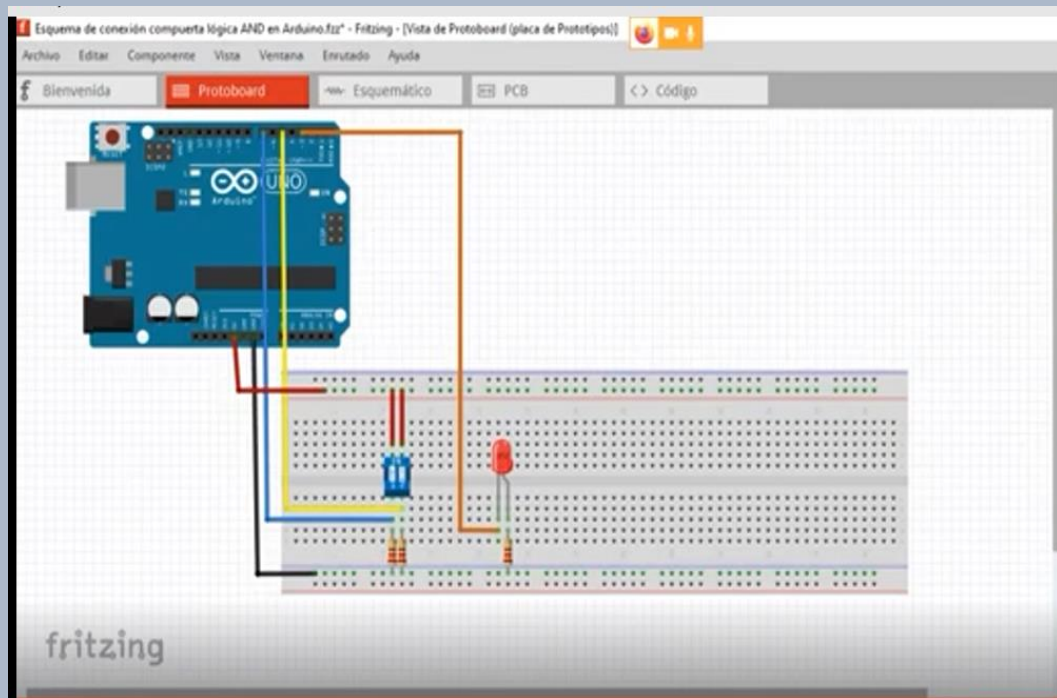 Esquema de conexión compuerta lógica AND en Arduino.fzz* - Fritzing - [Vista de Protoboard (placa de Prototipos)]
Archivo Editar Componente Vista Ventana Enrutado Ayuda
Bienvenida Protoboard Esquemático PCB <> Código
UNO
Arduino
fritzing